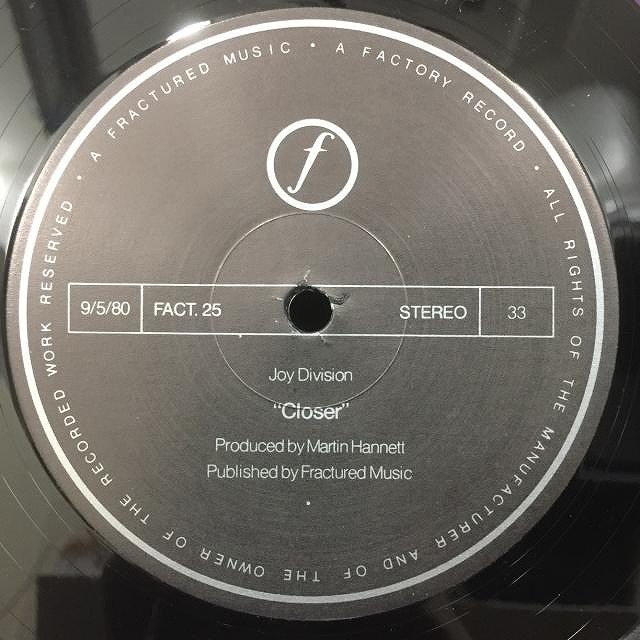 • A FRACTURED MUSIC • A FACTORY RECORD • ALL RIGHTS OF THE MANUFACTURER AND OF THE OWNER OF THE RECORDED WORK RESERVED
f
9/5/80 FACT. 25 STEREO 33
Joy Division
"Closer"
Produced by Martin Hannett
Published by Fractured Music